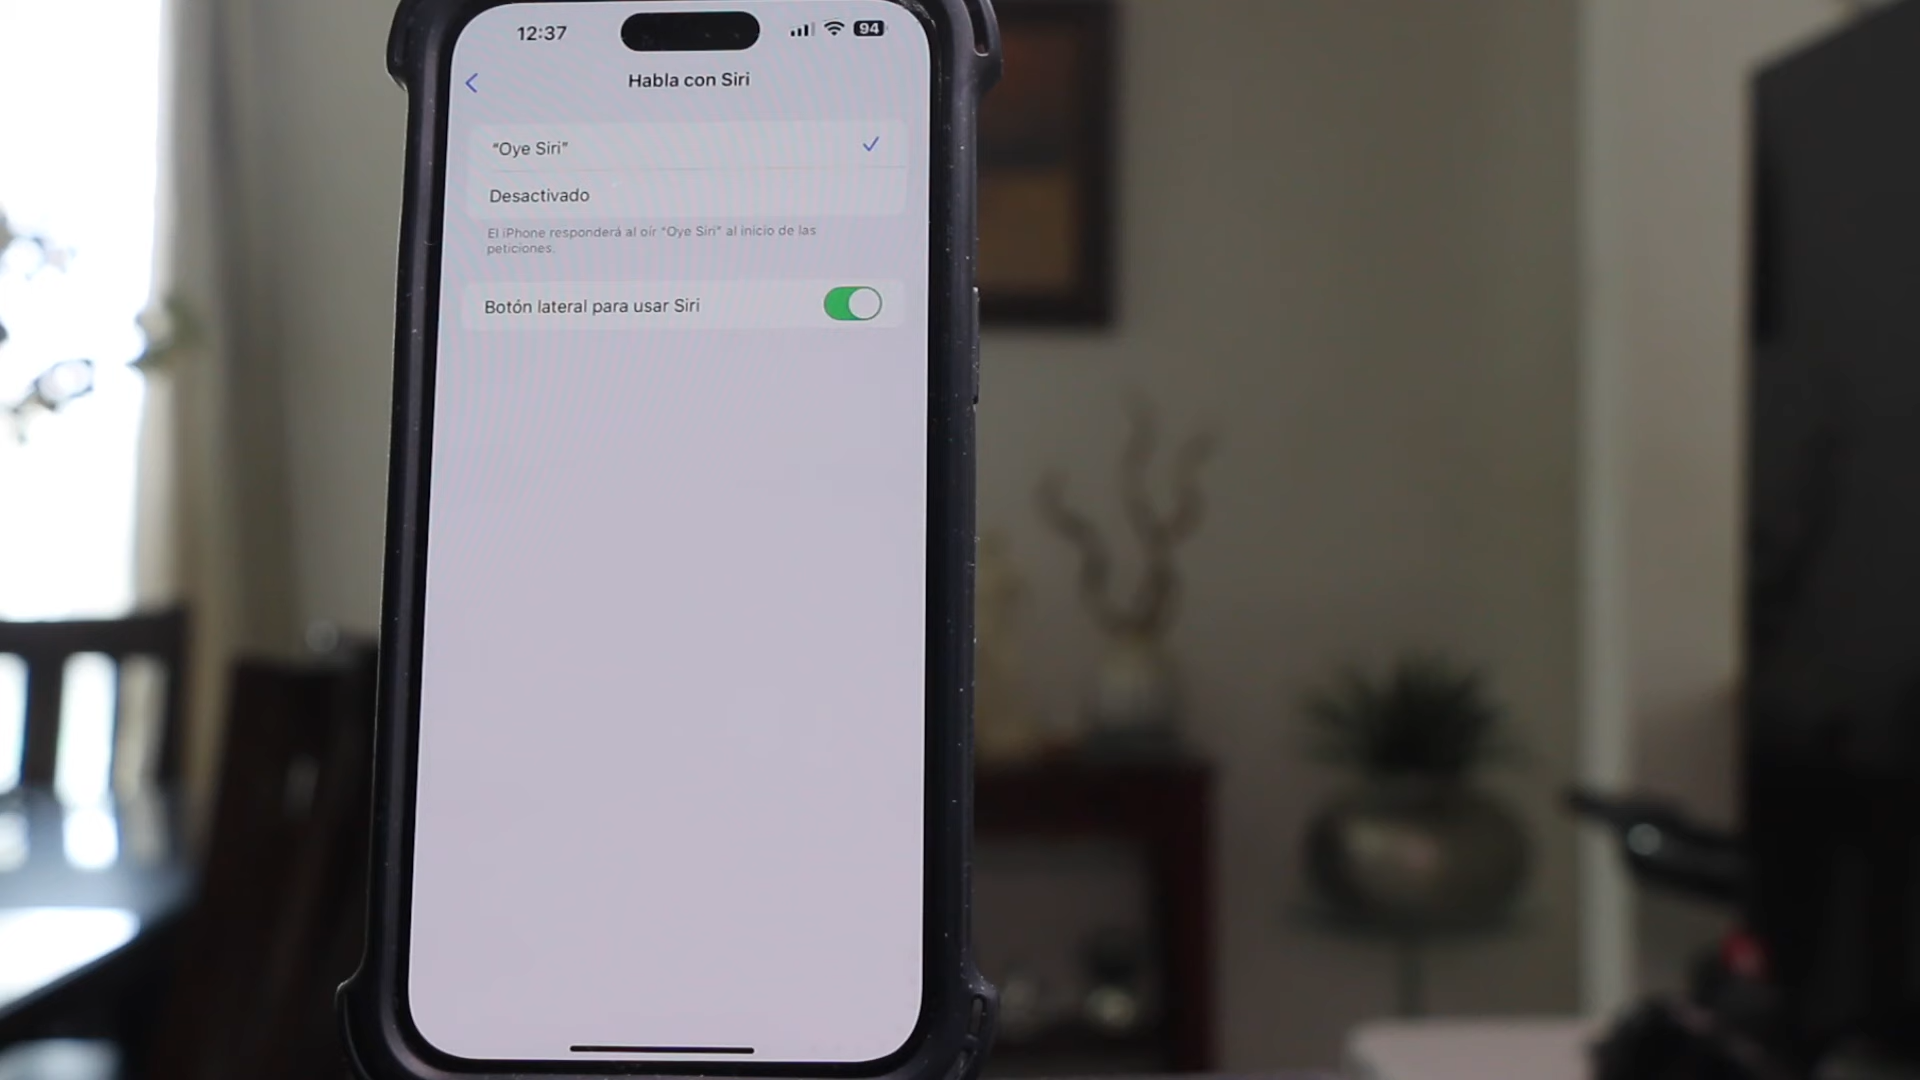 12:37
94
Habla con Siri
"Oye Siri"
Desactivado
El iPhone responderá al oír "Oye Siri" al inicio de las
peticiones.
Botón lateral para usar Siri